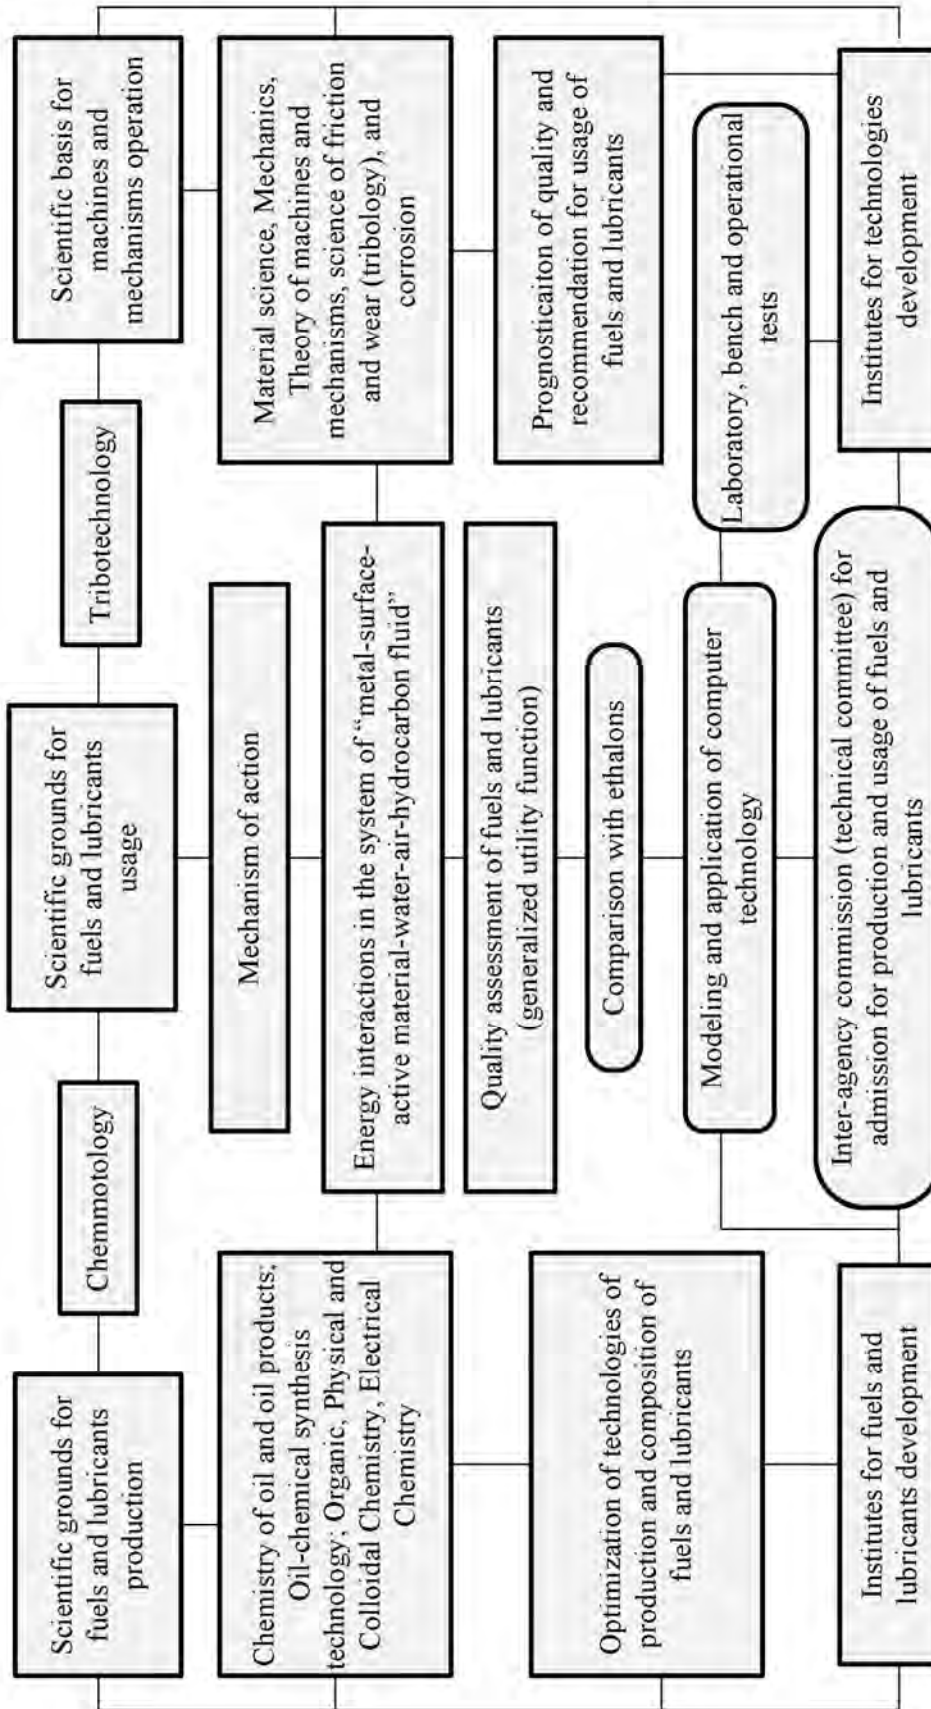 Scientific grounds for
fuels and lubricants
production
Chemmotology
Scientific grounds for
fuels and lubricants
usage
Tribotechnology
Scientific basis for
machines and
mechanisms operation
Chemistry of oil and oil products;
Oil-chemical synthesis
technology; Organic, Physical and
Colloidal Chemistry, Electrical
Chemistry
Mechanism of action
Energy interactions in the system of “metal-surface-
active material-water-air-hydrocarbon fluid”
Material science, Mechanics,
Theory of machines and
mechanisms, science of friction
and wear (tribology), and
corrosion
Quality assessment of fuels and lubricants
(generalized utility function)
Optimization of technologies of
production and composition of
fuels and lubricants
Comparison with ethalons
Prognosticaiton of quality and
recommendation for usage of
fuels and lubricants
Modeling and application of computer
technology
Laboratory, bench and operational
tests
Institutes for fuels and
lubricants development
Inter-agency commission (technical committee) for
admission for production and usage of fuels and
lubricants
Institutes for technologies
development